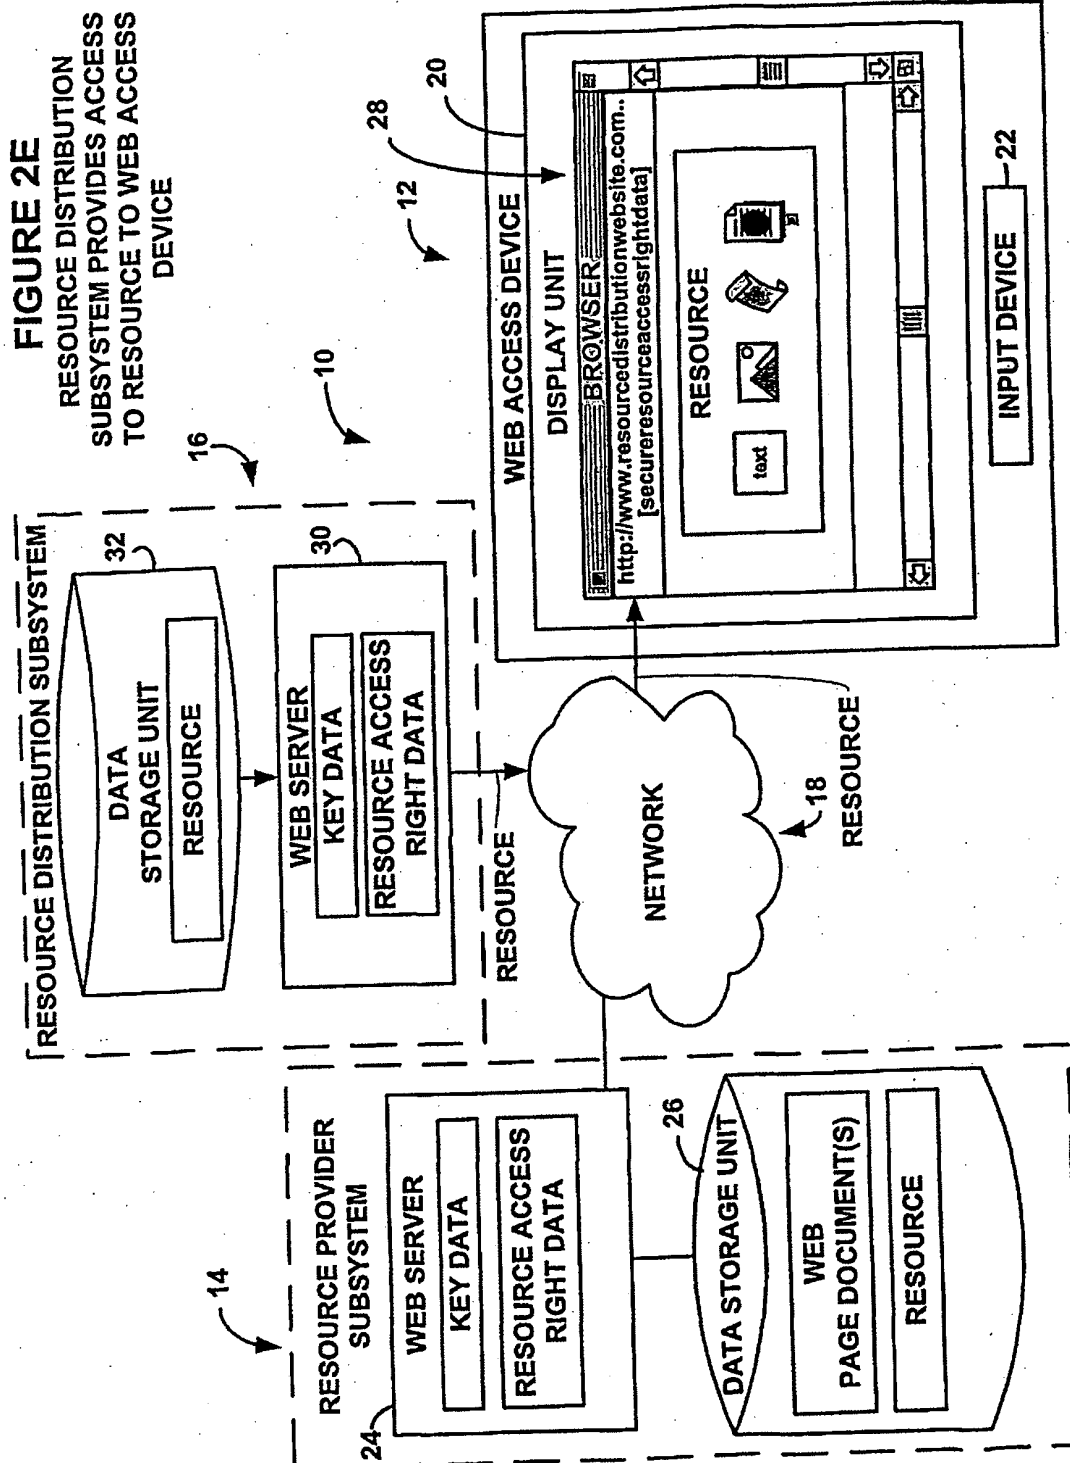 FIGURE 2E
RESOURCE DISTRIBUTION
SUBSYSTEM PROVIDES ACCESS
TO RESOURCE TO WEB ACCESS
DEVICE
10
12
14
RESOURCE PROVIDER
SUBSYSTEM
24
WEB SERVER
KEY DATA
RESOURCE ACCESS
RIGHT DATA
26
DATA STORAGE UNIT
WEB
PAGE DOCUMENT(S)
RESOURCE
16
RESOURCE DISTRIBUTION SUBSYSTEM
32
DATA
STORAGE UNIT
RESOURCE
30
WEB SERVER
KEY DATA
RESOURCE ACCESS
RIGHT DATA
RESOURCE
NETWORK
18
RESOURCE
20
28
WEB ACCESS DEVICE
DISPLAY UNIT
BROWSER
http://www.resourcedistributionwebsite.com..
[secureresourceaccessrightdata]
RESOURCE
text
INPUT DEVICE
22